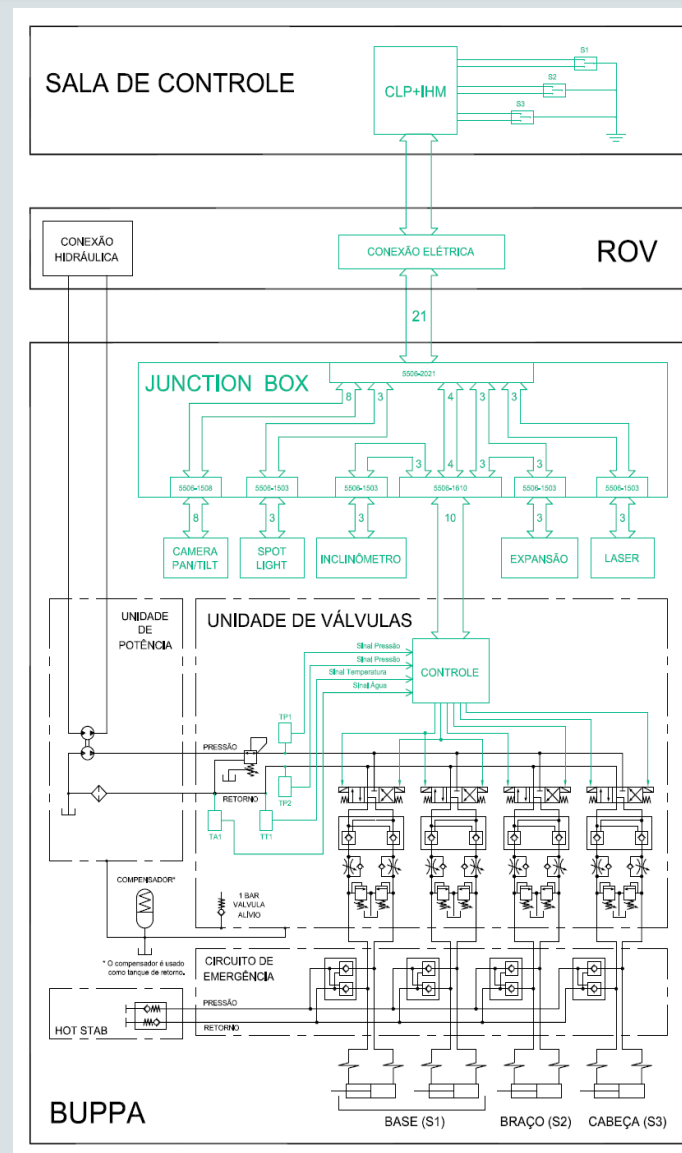 SALA DE CONTROLE
CLP+IHM
S1
S2
S3
CONEXÃO
HIDRÁULICA
CONEXÃO ELÉTRICA
ROV
21
JUNCTION BOX
5506-2021
8
3
4
3
3
3
4
3
3
5506-1508
5506-1503
5506-1503
5506-1610
5506-1503
5506-1503
8
3
3
10
3
3
CAMERA
PAN/TILT
SPOT
LIGHT
INCLINÔMETRO
EXPANSÃO
LASER
UNIDADE
DE
POTÊNCIA
UNIDADE DE VÁLVULAS
Sinal Pressão
Sinal Pressão
Sinal Temperatura
Sinal Água
CONTROLE
TP1
PRESSÃO
TP2
RETORNO
TA1
TT1
COMPENSADOR*
1 BAR
VALVULA
ALÍVIO
* O compensador é usado
como tanque de retorno.
CIRCUITO DE
EMERGÊNCIA
PRESSÃO
RETORNO
HOT STAB
BUPPA
BASE (S1)
BRAÇO (S2)
CABEÇA (S3)